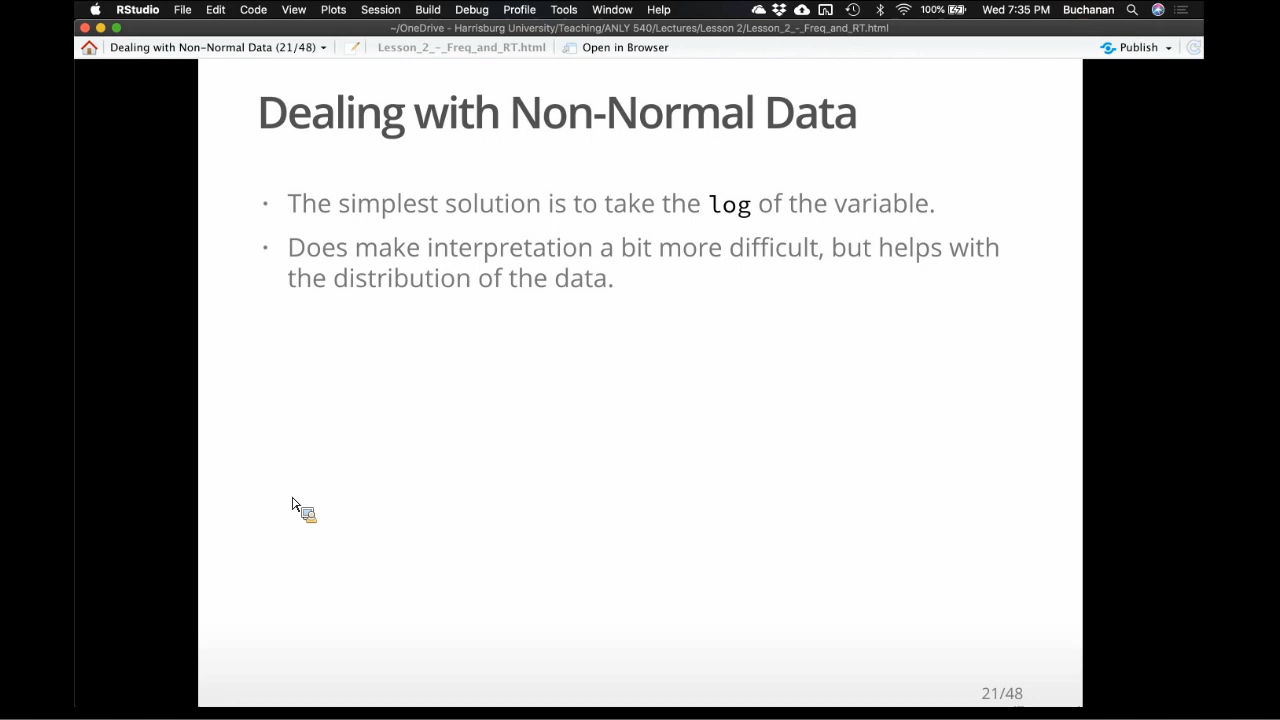 RStudio File Edit Code View Plots Session Build Debug Profile Tools Window Help 100% Wed 7:35 PM Buchanan
~/OneDrive - Harrisburg University/Teaching/ANLY 540/Lectures/Lesson 2/Lesson_2_-_Freq_and_RT.html
Dealing with Non-Normal Data (21/48) Lesson_2_-_Freq_and_RT.html Open in Browser Publish
Dealing with Non-Normal Data
• The simplest solution is to take the log of the variable.
• Does make interpretation a bit more difficult, but helps with
the distribution of the data.
21/48